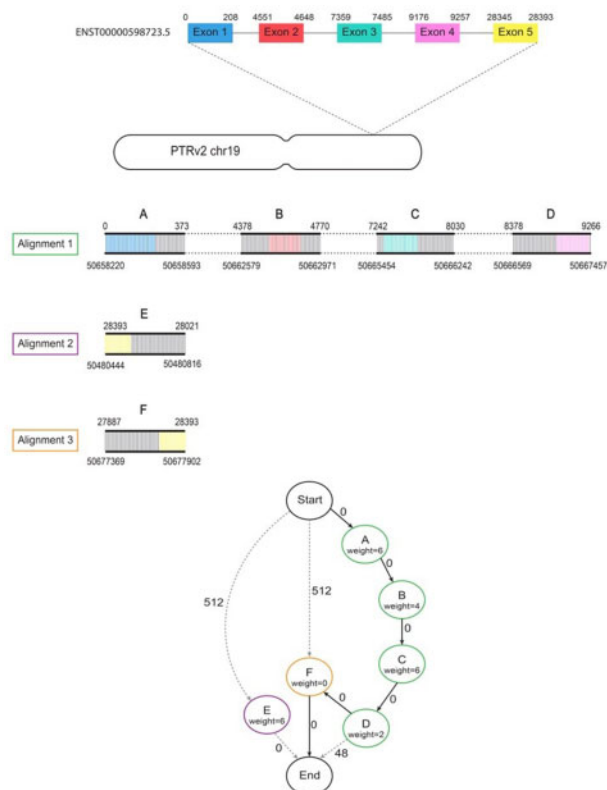 0 208 4551 4648 7359 7485 9176 9257 28345 28393
ENST00000598723.5 Exon 1 Exon 2 Exon 3 Exon 4 Exon 5
PTRv2 chr19
A B C D
0 373 4378 4770 7242 8030 8378 9266
Alignment 1
50658220 50658593 50662579 50662971 50665454 50666242 50666569 50667457
E
28393 28021
Alignment 2
50480444 50480816
F
27887 28393
Alignment 3
50677369 50677902
Start
0
A
weight=6
0
512
512
B
weight=4
0
C
weight=6
F
weight=0
0
0
E
weight=6
D
weight=2
0
0
48
End